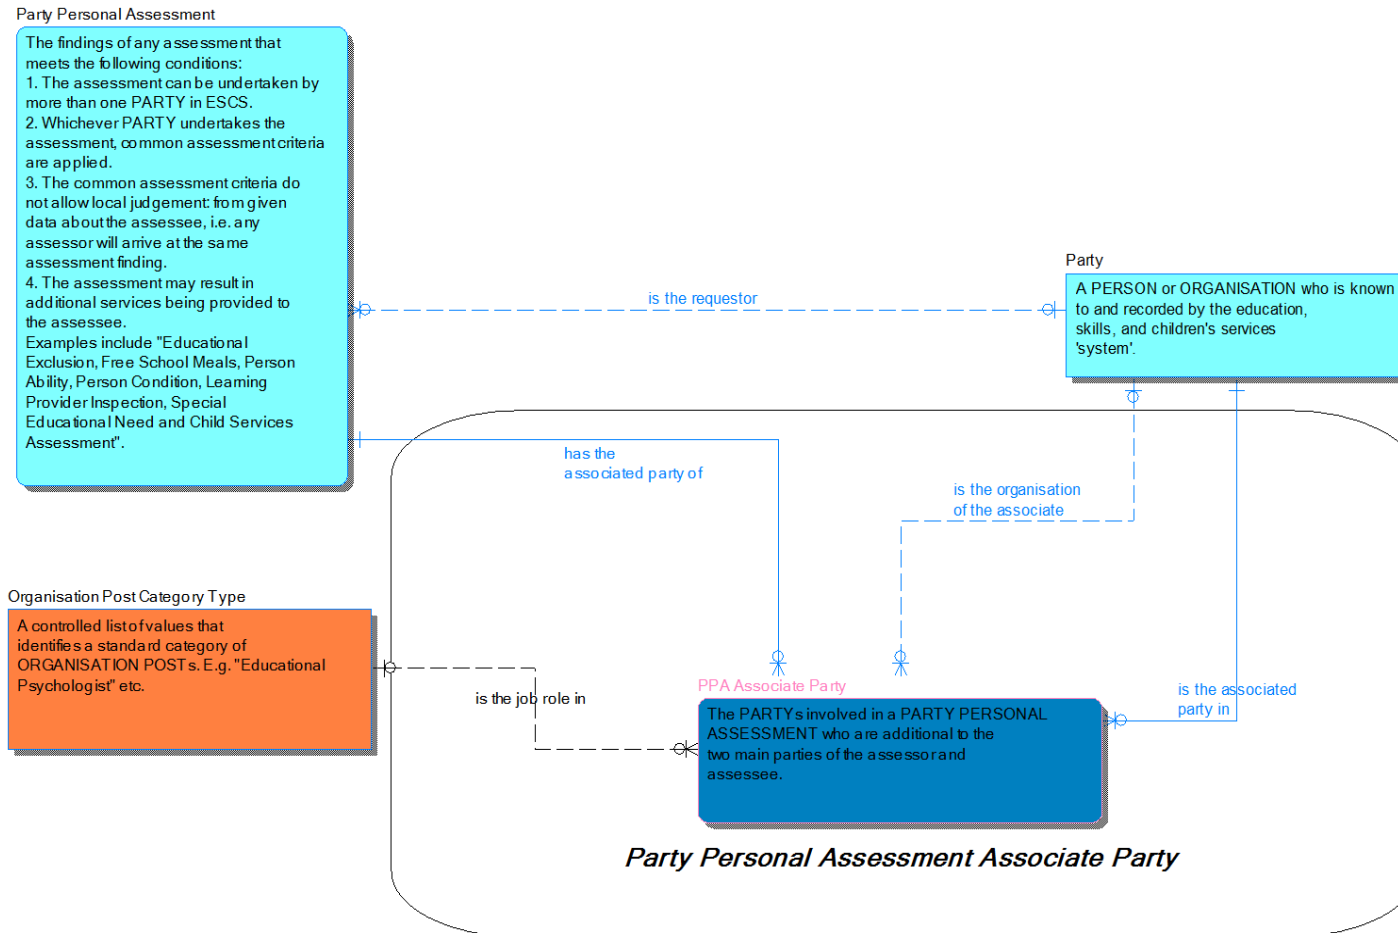 Party Personal Assessment
The findings of any assessment that
meets the following conditions:
1. The assessment can be undertaken by
more than one PARTY in ESCS.
2. Whichever PARTY undertakes the
assessment, common assessment criteria
are applied.
3. The common assessment criteria do
not allow local judgement: from given
data about the assessee, i.e. any
assessor will arrive at the same
assessment finding.
4. The assessment may result in
additional services being provided to
the assessee.
Examples include "Educational
Exclusion, Free School Meals, Person
Ability, Person Condition, Learning
Provider Inspection, Special
Educational Need and Child Services
Assessment".
is the requestor
Party
A PERSON or ORGANISATION who is known
to and recorded by the education,
skills, and children's services
'system'.
has the
associated party of
is the organisation
of the associate
Organisation Post Category Type
A controlled list of values that
identifies a standard category of
ORGANISATION POSTs. E.g. "Educational
Psychologist" etc.
is the job role in
is the associated
party in
PPA Associate Party
The PARTYs involved in a PARTY PERSONAL
ASSESSMENT who are additional to the
two main parties of the assessor and
assessee.
Party Personal Assessment Associate Party